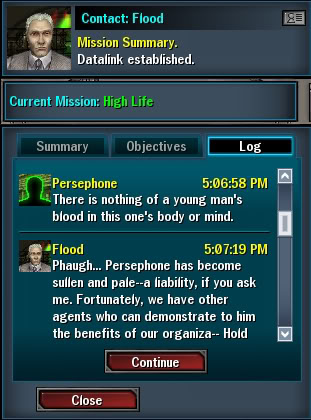 Contact: Flood
Mission Summary.
Datalink established.
Current Mission: High Life
Summary Objectives Log
Persephone 5:06:58 PM
There is nothing of a young man's
blood in this one's body or mind.
Flood 5:07:19 PM
Phaugh... Persephone has become
sullen and pale--a liability, if you ask
me. Fortunately, we have other
agents who can demonstrate to him
the benefits of our organiza-- Hold
Continue
Close